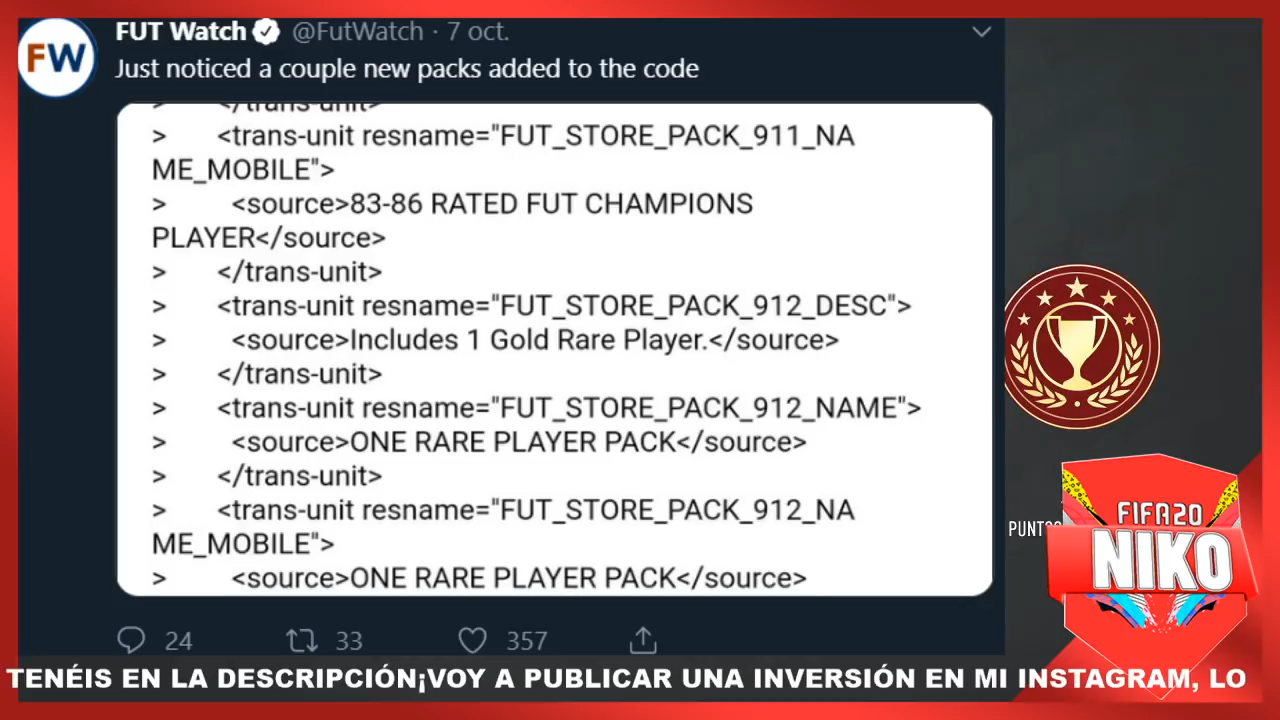 FUT Watch @FutWatch · 7 oct.
FW
Just noticed a couple new packs added to the code
> </trans-unit>
> <trans-unit resname="FUT_STORE_PACK_911_NA
ME_MOBILE">
> <source>83-86 RATED FUT CHAMPIONS
PLAYER</source>
> </trans-unit>
> <trans-unit resname="FUT_STORE_PACK_912_DESC">
> <source>Includes 1 Gold Rare Player.</source>
> </trans-unit>
> <trans-unit resname="FUT_STORE_PACK_912_NAME">
> <source>ONE RARE PLAYER PACK</source>
> </trans-unit>
> <trans-unit resname="FUT_STORE_PACK_912_NA
ME_MOBILE">
> <source>ONE RARE PLAYER PACK</source>
24 33 357
FIFA20
NIKO
TENÉIS EN LA DESCRIPCIÓN¡VOY A PUBLICAR UNA INVERSIÓN EN MI INSTAGRAM, LO